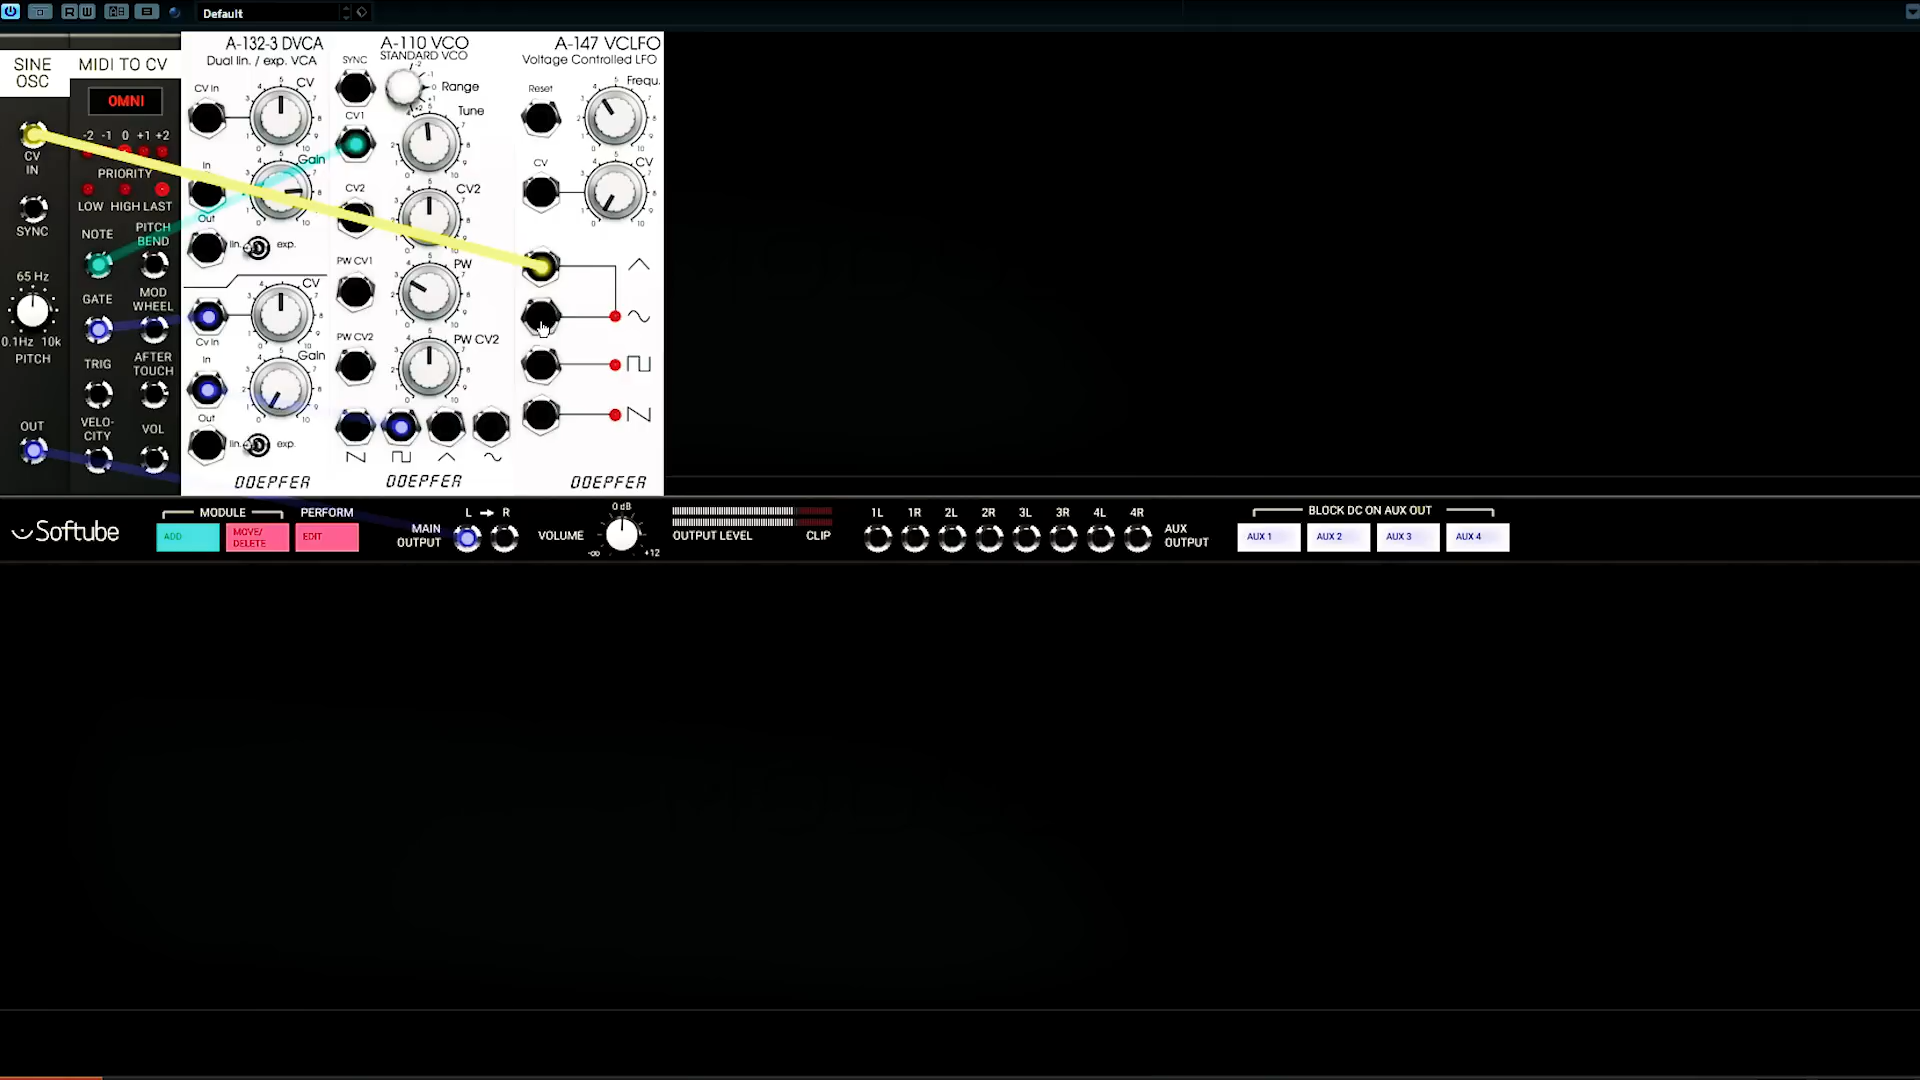 Default
SINE
OSC
CV
IN
SYNC
65 Hz
0.1Hz 10k
PITCH
OUT
MIDI TO CV
OMNI
-2 -1 0 +1 +2
PRIORITY
LOW HIGH LAST
NOTE PITCH
BEND
GATE MOD
WHEEL
TRIG AFTER
TOUCH
VELO-
CITY VOL
A-132-3 DVCA
Dual lin. / exp. VCA
CV In CV
In Gain
Out lin. exp.
CV
Cv In
In Gain
Out lin. exp.
DOEPFER
A-110 VCO
STANDARD VCO
SYNC Range
CV1 Tune
CV2 CV2
PW CV1 PW
PW CV2 PW CV2
DOEPFER
A-147 VCLFO
Voltage Controlled LFO
Reset Frequ.
CV CV
DOEPFER
Softube
MODULE PERFORM
ADD MOVE/
DELETE EDIT
MAIN
OUTPUT
L R
VOLUME
0 dB
-∞ +12
OUTPUT LEVEL CLIP
1L 1R 2L 2R 3L 3R 4L 4R
AUX
OUTPUT
BLOCK DC ON AUX OUT
AUX 1 AUX 2 AUX 3 AUX 4